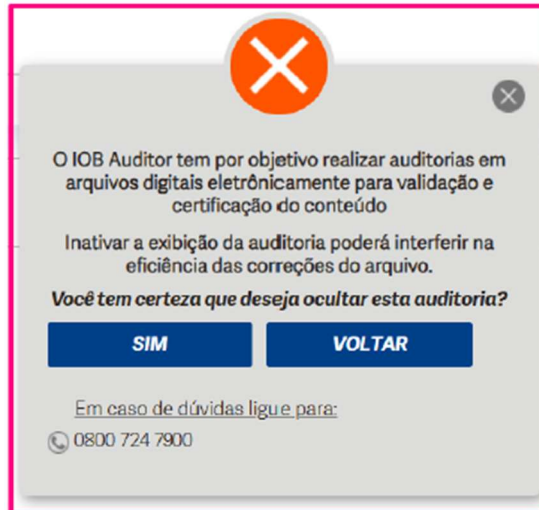 O IOB Auditor tem por objetivo realizar auditorias em
arquivos digitais eletrônicamente para validação e
certificação do conteúdo
Inativar a exibição da auditoria poderá interferir na
eficiência das correções do arquivo.
Você tem certeza que deseja ocultar esta auditoria?
SIM
VOLTAR
Em caso de dúvidas ligue para:
0800 724 7900